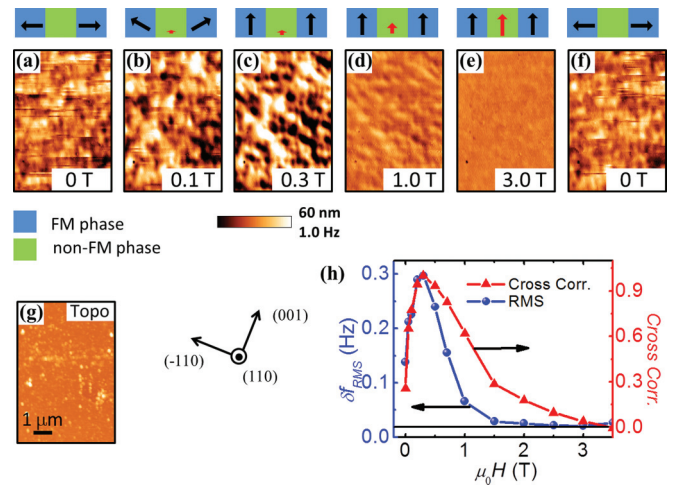 (a) (b) (c) (d) (e) (f)
0 T 0.1 T 0.3 T 1.0 T 3.0 T 0 T
FM phase
non-FM phase
60 nm
1.0 Hz
(g) Topo
1 μm
(001)
(-110)
(110)
(h)
Cross Corr.
RMS
0.3
0.2
0.1
0.0
δf_RMS (Hz)
0.9
0.6
0.3
0.0
Cross Corr.
0 1 2 3
μ₀H (T)